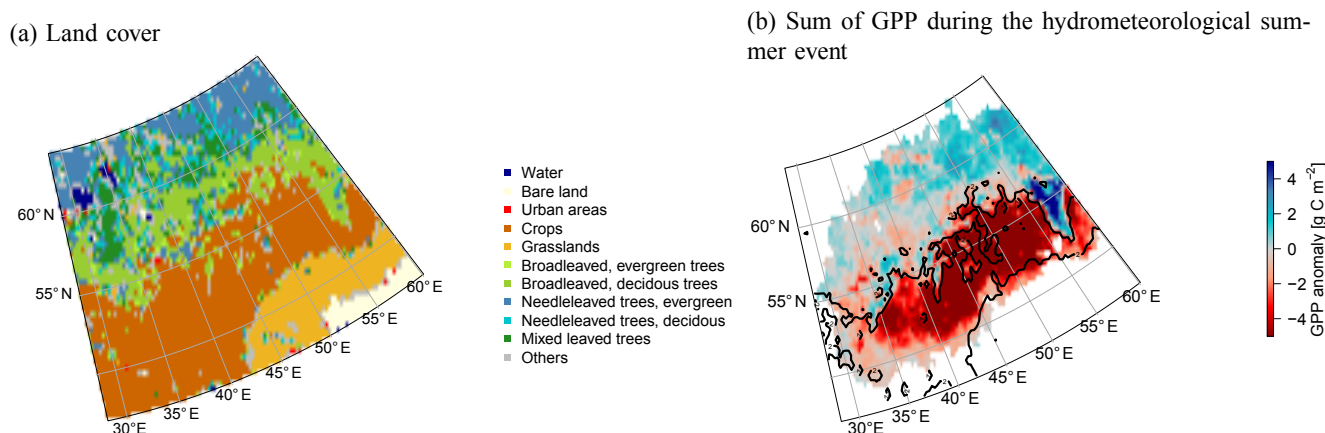 (a) Land cover
60° N
55° N
30° E
35° E
40° E
45° E
50° E
55° E
60° E
Water
Bare land
Urban areas
Crops
Grasslands
Broadleaved, evergreen trees
Broadleaved, decidous trees
Needleleaved trees, evergreen
Needleleaved trees, decidous
Mixed leaved trees
Others
(b) Sum of GPP during the hydrometeorological sum-
mer event
60° N
55° N
30° E
35° E
40° E
45° E
50° E
55° E
60° E
4
2
0
−2
−4
GPP anomaly [g C m−2]